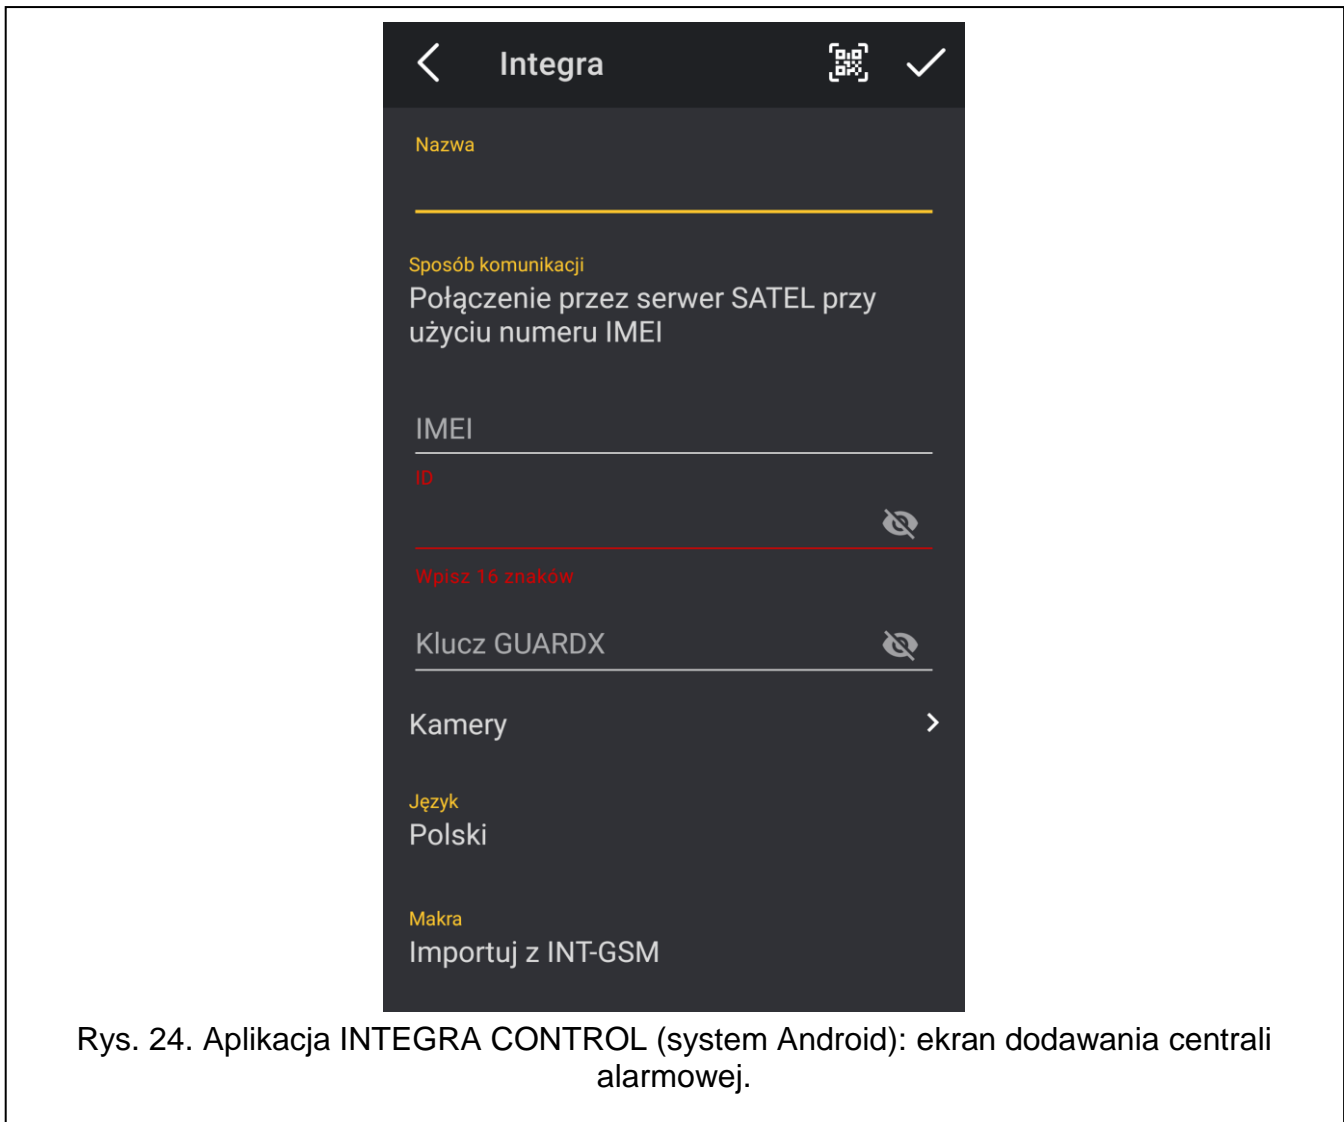 Integra
Nazwa
Sposób komunikacji
Połączenie przez serwer SATEL przy
użyciu numeru IMEI
IMEI
ID
Wpisz 16 znaków
Klucz GUARDX
Kamery
Język
Polski
Makra
Importuj z INT-GSM
Rys. 24. Aplikacja INTEGRA CONTROL (system Android): ekran dodawania centrali
alarmowej.